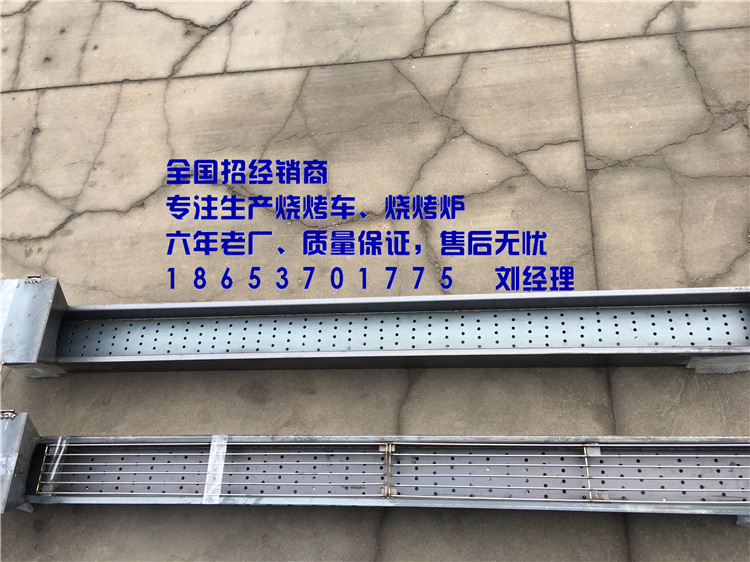 全国招经销商
专注生产烧烤车、烧烤炉
六年老厂、质量保证，售后无忧
18653701775 刘经理